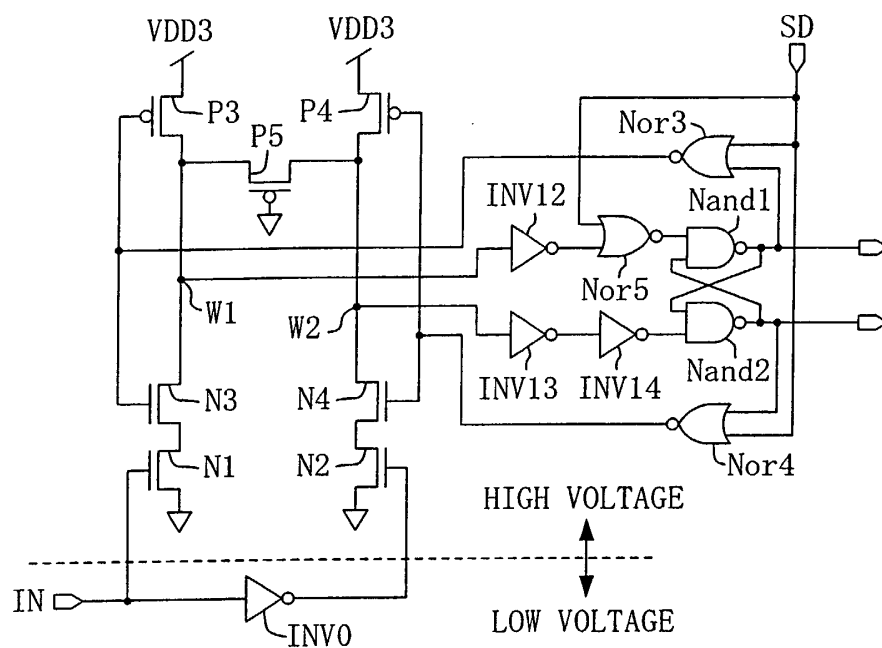 VDD3
VDD3
SD
P3
P4
Nor3
P5
Nand1
INV12
W1
W2
Nor5
INV13
INV14
Nand2
N3
N4
N1
N2
Nor4
HIGH VOLTAGE
IN
INV0
LOW VOLTAGE